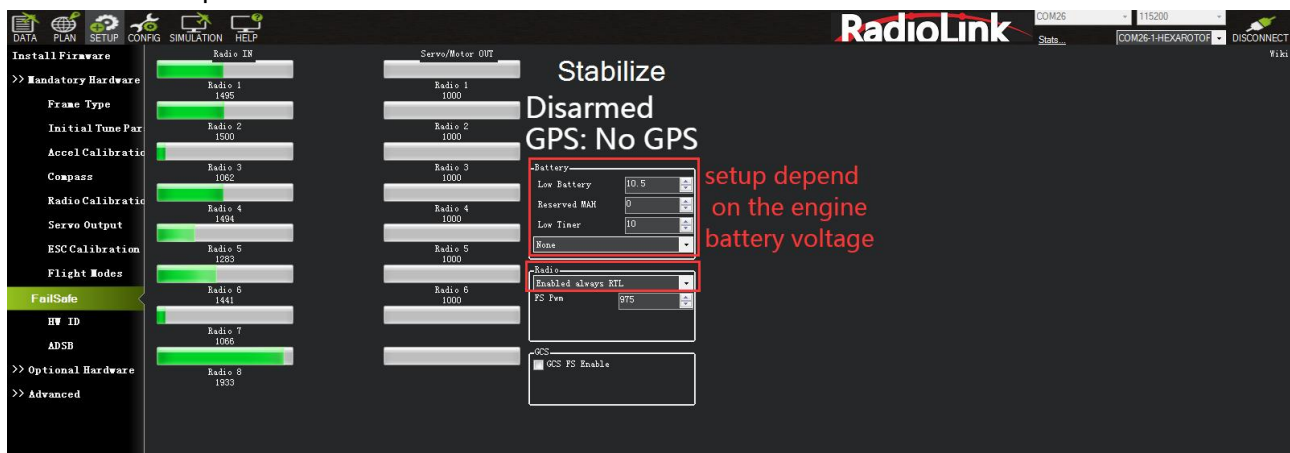 DATA PLAN SETUP CONFIG SIMULATION HELP
RadioLink
COM26 115200
Stats... COM26-1-HEXAROTOF DISCONNECT
Wiki
Install Firmware
>> Mandatory Hardware
Frame Type
Initial Tune Par
Accel Calibratio
Compass
Radio Calibratio
Servo Output
ESC Calibration
Flight Modes
FailSafe
HW ID
ADSB
>> Optional Hardware
>> Advanced
Radio IN
Radio 1
1495
Radio 2
1500
Radio 3
1062
Radio 4
1494
Radio 5
1283
Radio 6
1441
Radio 7
1066
Radio 8
1933
Servo/Motor OUT
Radio 1
1000
Radio 2
1000
Radio 3
1000
Radio 4
1000
Radio 5
1000
Radio 6
1000
Stabilize
Disarmed
GPS: No GPS
Battery
Low Battery 10.5
Reserved MAH 0
Low Timer 10
None
setup depend
on the engine
battery voltage
Radio
Enabled always RTL
FS Pwm 975
GCS
GCS FS Enable